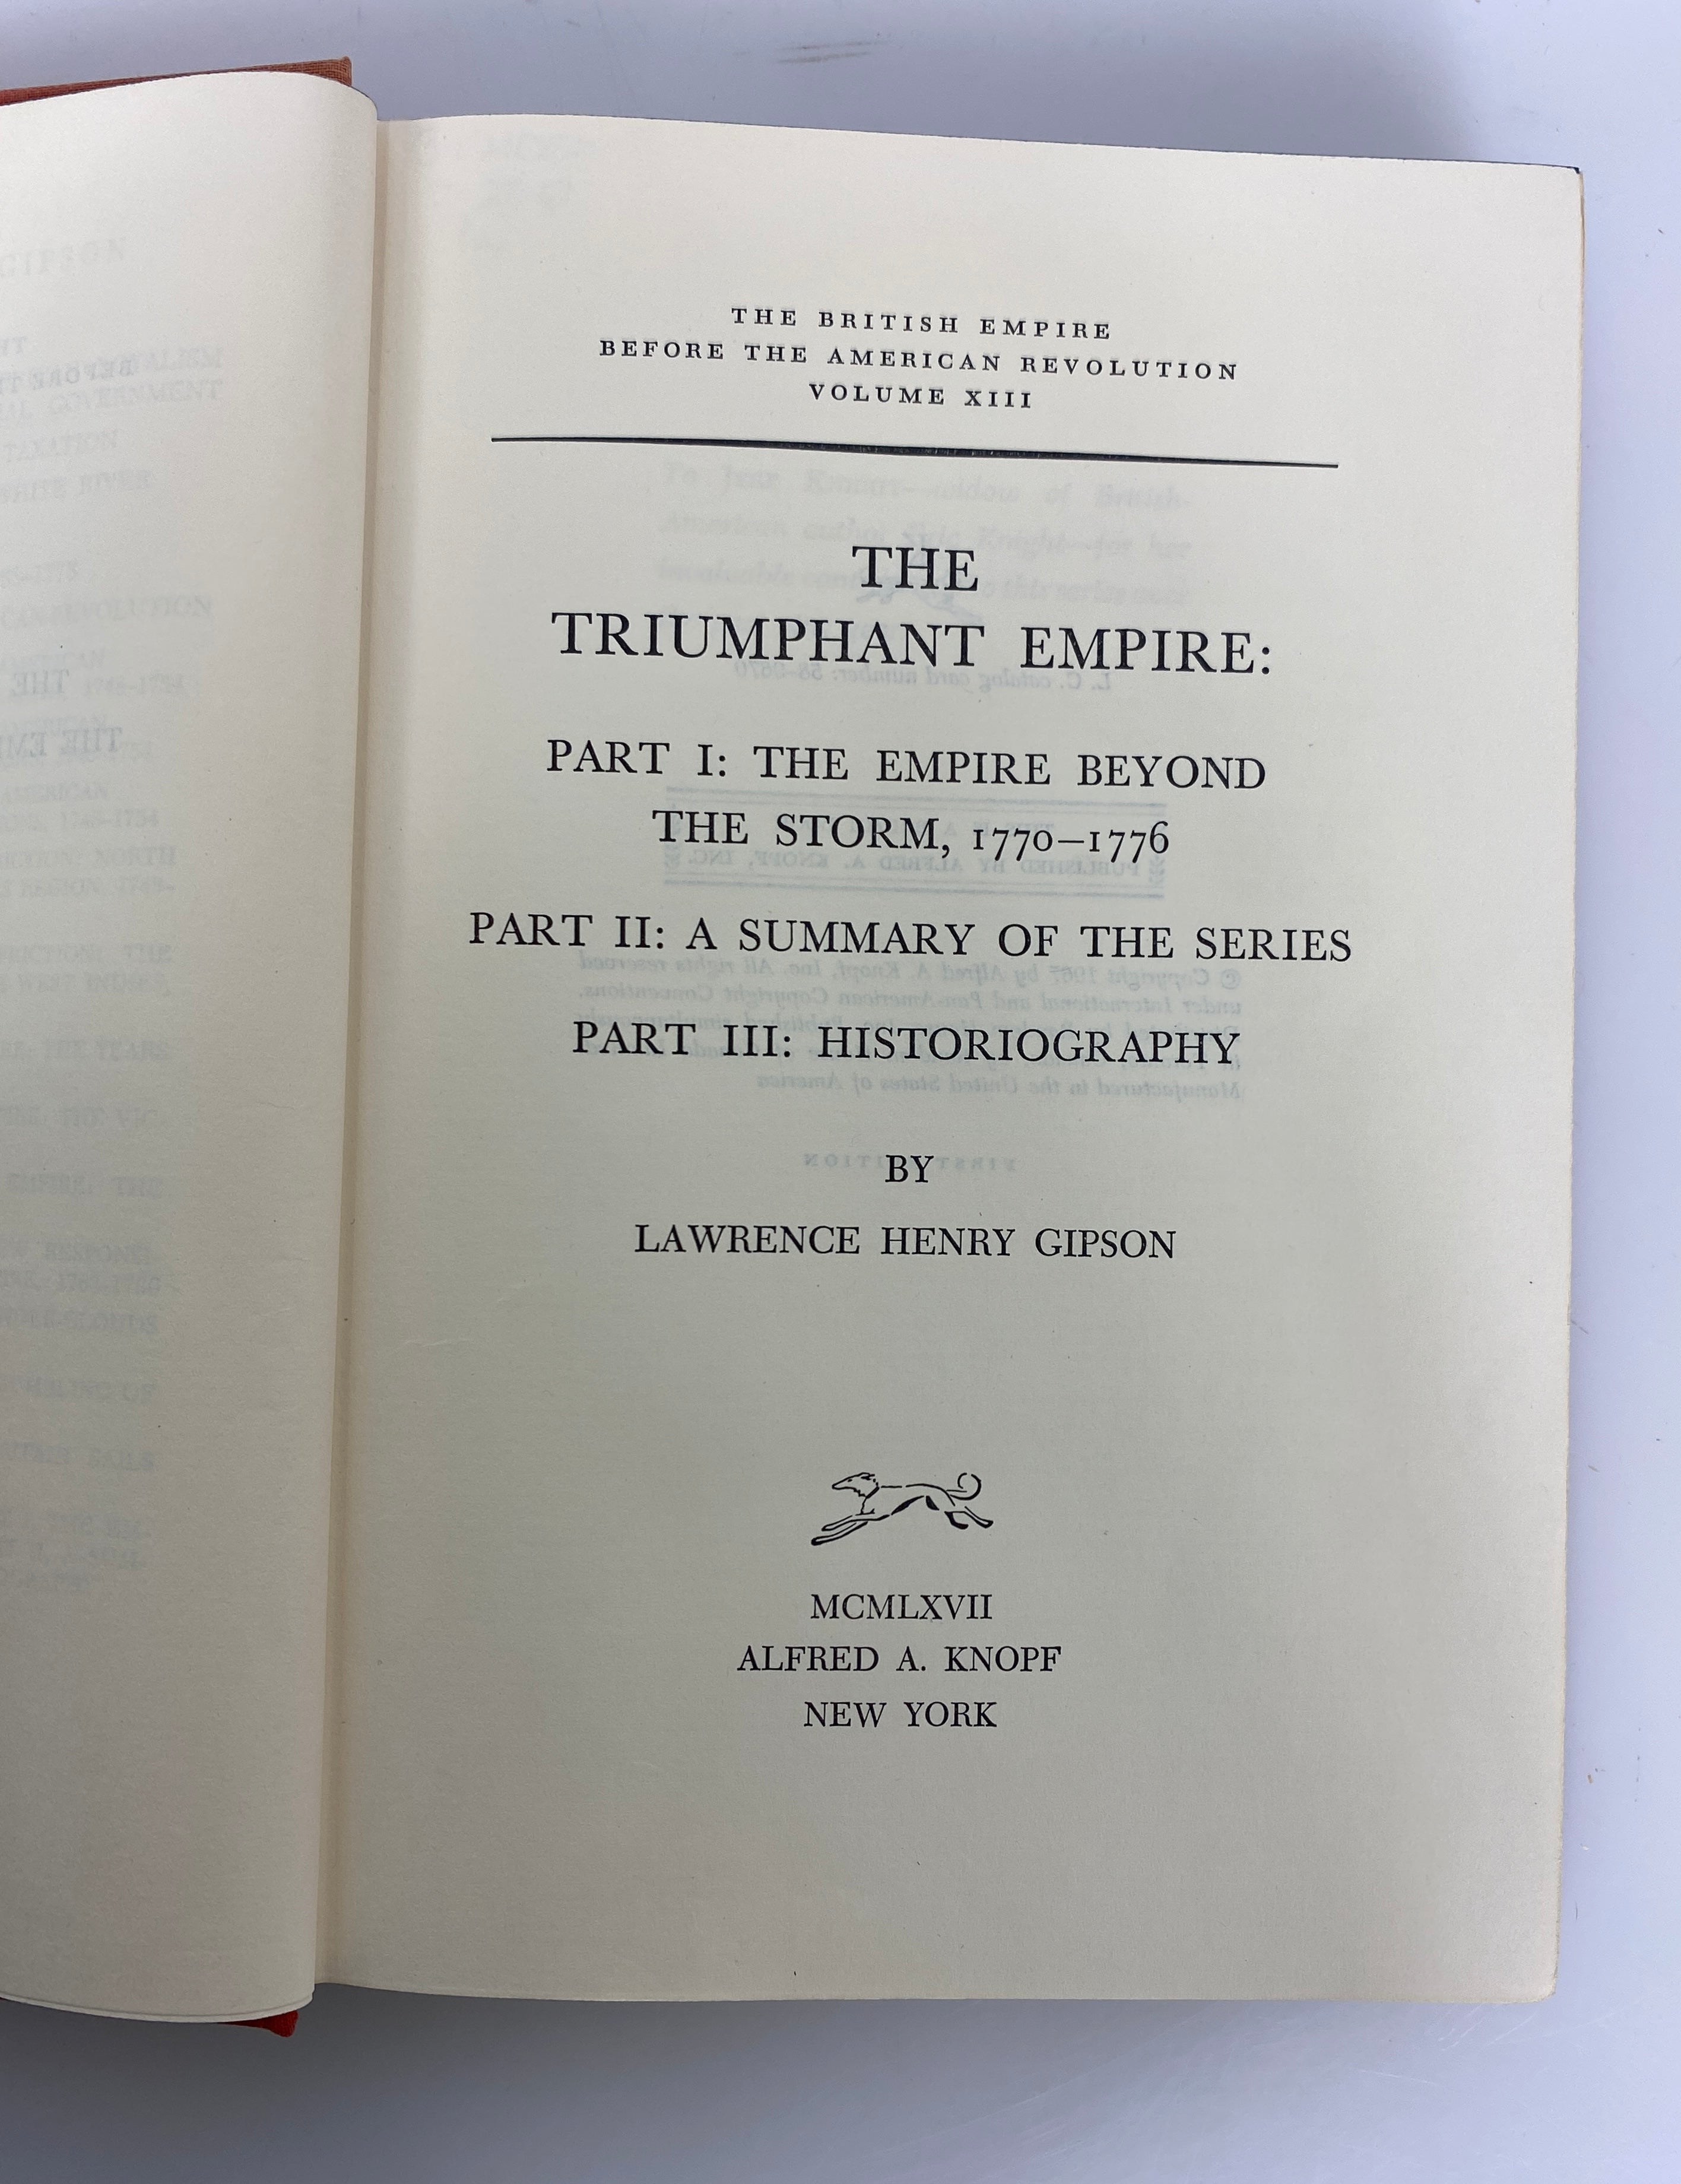 THE BRITISH EMPIRE
BEFORE THE AMERICAN REVOLUTION
VOLUME XIII
THE
TRIUMPHANT EMPIRE:
PART I: THE EMPIRE BEYOND
THE STORM, 1770–1776
PART II: A SUMMARY OF THE SERIES
PART III: HISTORIOGRAPHY
BY
LAWRENCE HENRY GIPSON
MCMLXVII
ALFRED A. KNOPF
NEW YORK